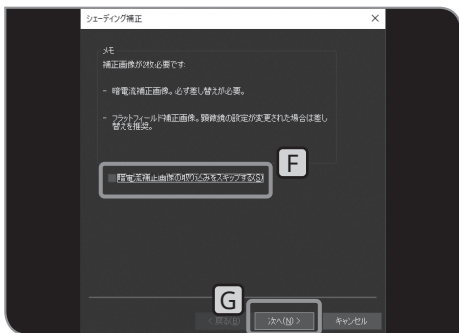 シェーディング補正
×
メモ
補正画像が2枚必要です:
- 暗電流補正画像。必ず差し替えが必要。
- フラットフィールド補正画像。顕微鏡の設定が変更された場合は差し
替えを推奨。
暗電流補正画像の取り込みをスキップする(S)
F
G
< 戻る(B)
次へ(N) >
キャンセル